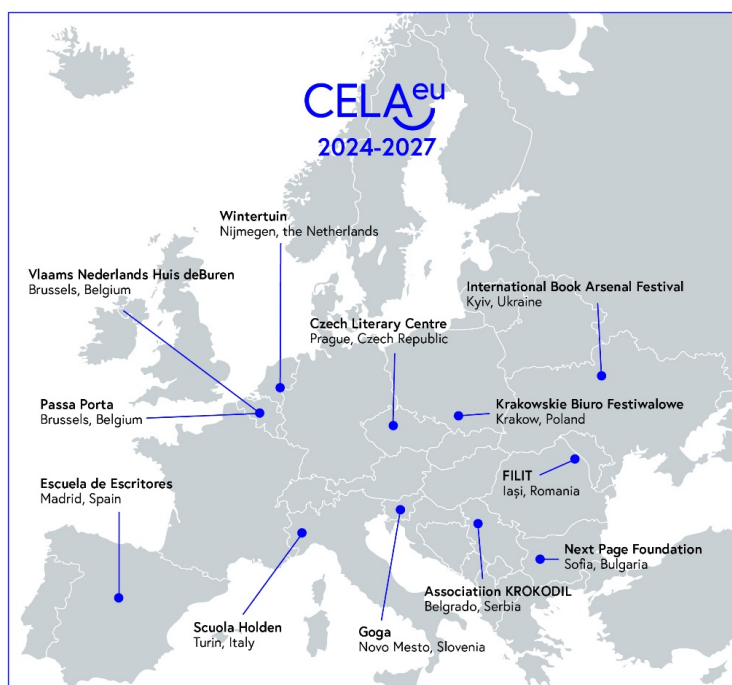 CELA eu
2024-2027
Wintertuin
Nijmegen, the Netherlands
Vlaams Nederlands Huis deBuren
Brussels, Belgium
International Book Arsenal Festival
Kyiv, Ukraine
Czech Literary Centre
Prague, Czech Republic
Passa Porta
Brussels, Belgium
Krakowskie Biuro Festiwalowe
Krakow, Poland
FILIT
Iași, Romania
Escuela de Escritores
Madrid, Spain
Next Page Foundation
Sofia, Bulgaria
Associatiion KROKODIL
Belgrado, Serbia
Scuola Holden
Turin, Italy
Goga
Novo Mesto, Slovenia